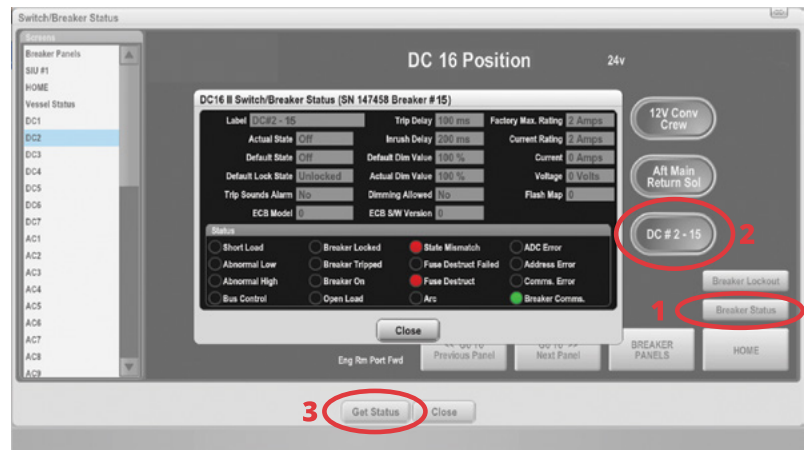 Switch/Breaker Status
Screens
Breaker Panels
SIU #1
HOME
Vessel Status
DC1
DC2
DC3
DC4
DC5
DC6
DC7
AC1
AC2
AC3
AC4
AC5
AC6
AC7
AC8
AC9
DC 16 Position 24v
DC16 II Switch/Breaker Status (SN 147458 Breaker # 15)
Label DC#2 - 15 Trip Delay 100 ms Factory Max. Rating 2 Amps
Actual State Off Inrush Delay 200 ms Current Rating 2 Amps
Default State Off Default Dim Value 100 % Current 0 Amps
Default Lock State Unlocked Actual Dim Value 100 % Voltage 0 Volts
Trip Sounds Alarm No Dimming Allowed No Flash Map 0
ECB Model 0 ECB S/W Version 0
Status
Short Load Breaker Locked State Mismatch ADC Error
Abnormal Low Breaker Tripped Fuse Destruct Failed Address Error
Abnormal High Breaker On Fuse Destruct Comms. Error
Bus Control Open Load Arc Breaker Comms.
Close
12V Conv
Crew
Aft Main
Return Sol
DC # 2 - 15
2
Breaker Lockout
1
Breaker Status
Eng Rm Port Fwd
<< Go To
Previous Panel
Go To >>
Next Panel
BREAKER
PANELS
HOME
3
Get Status
Close